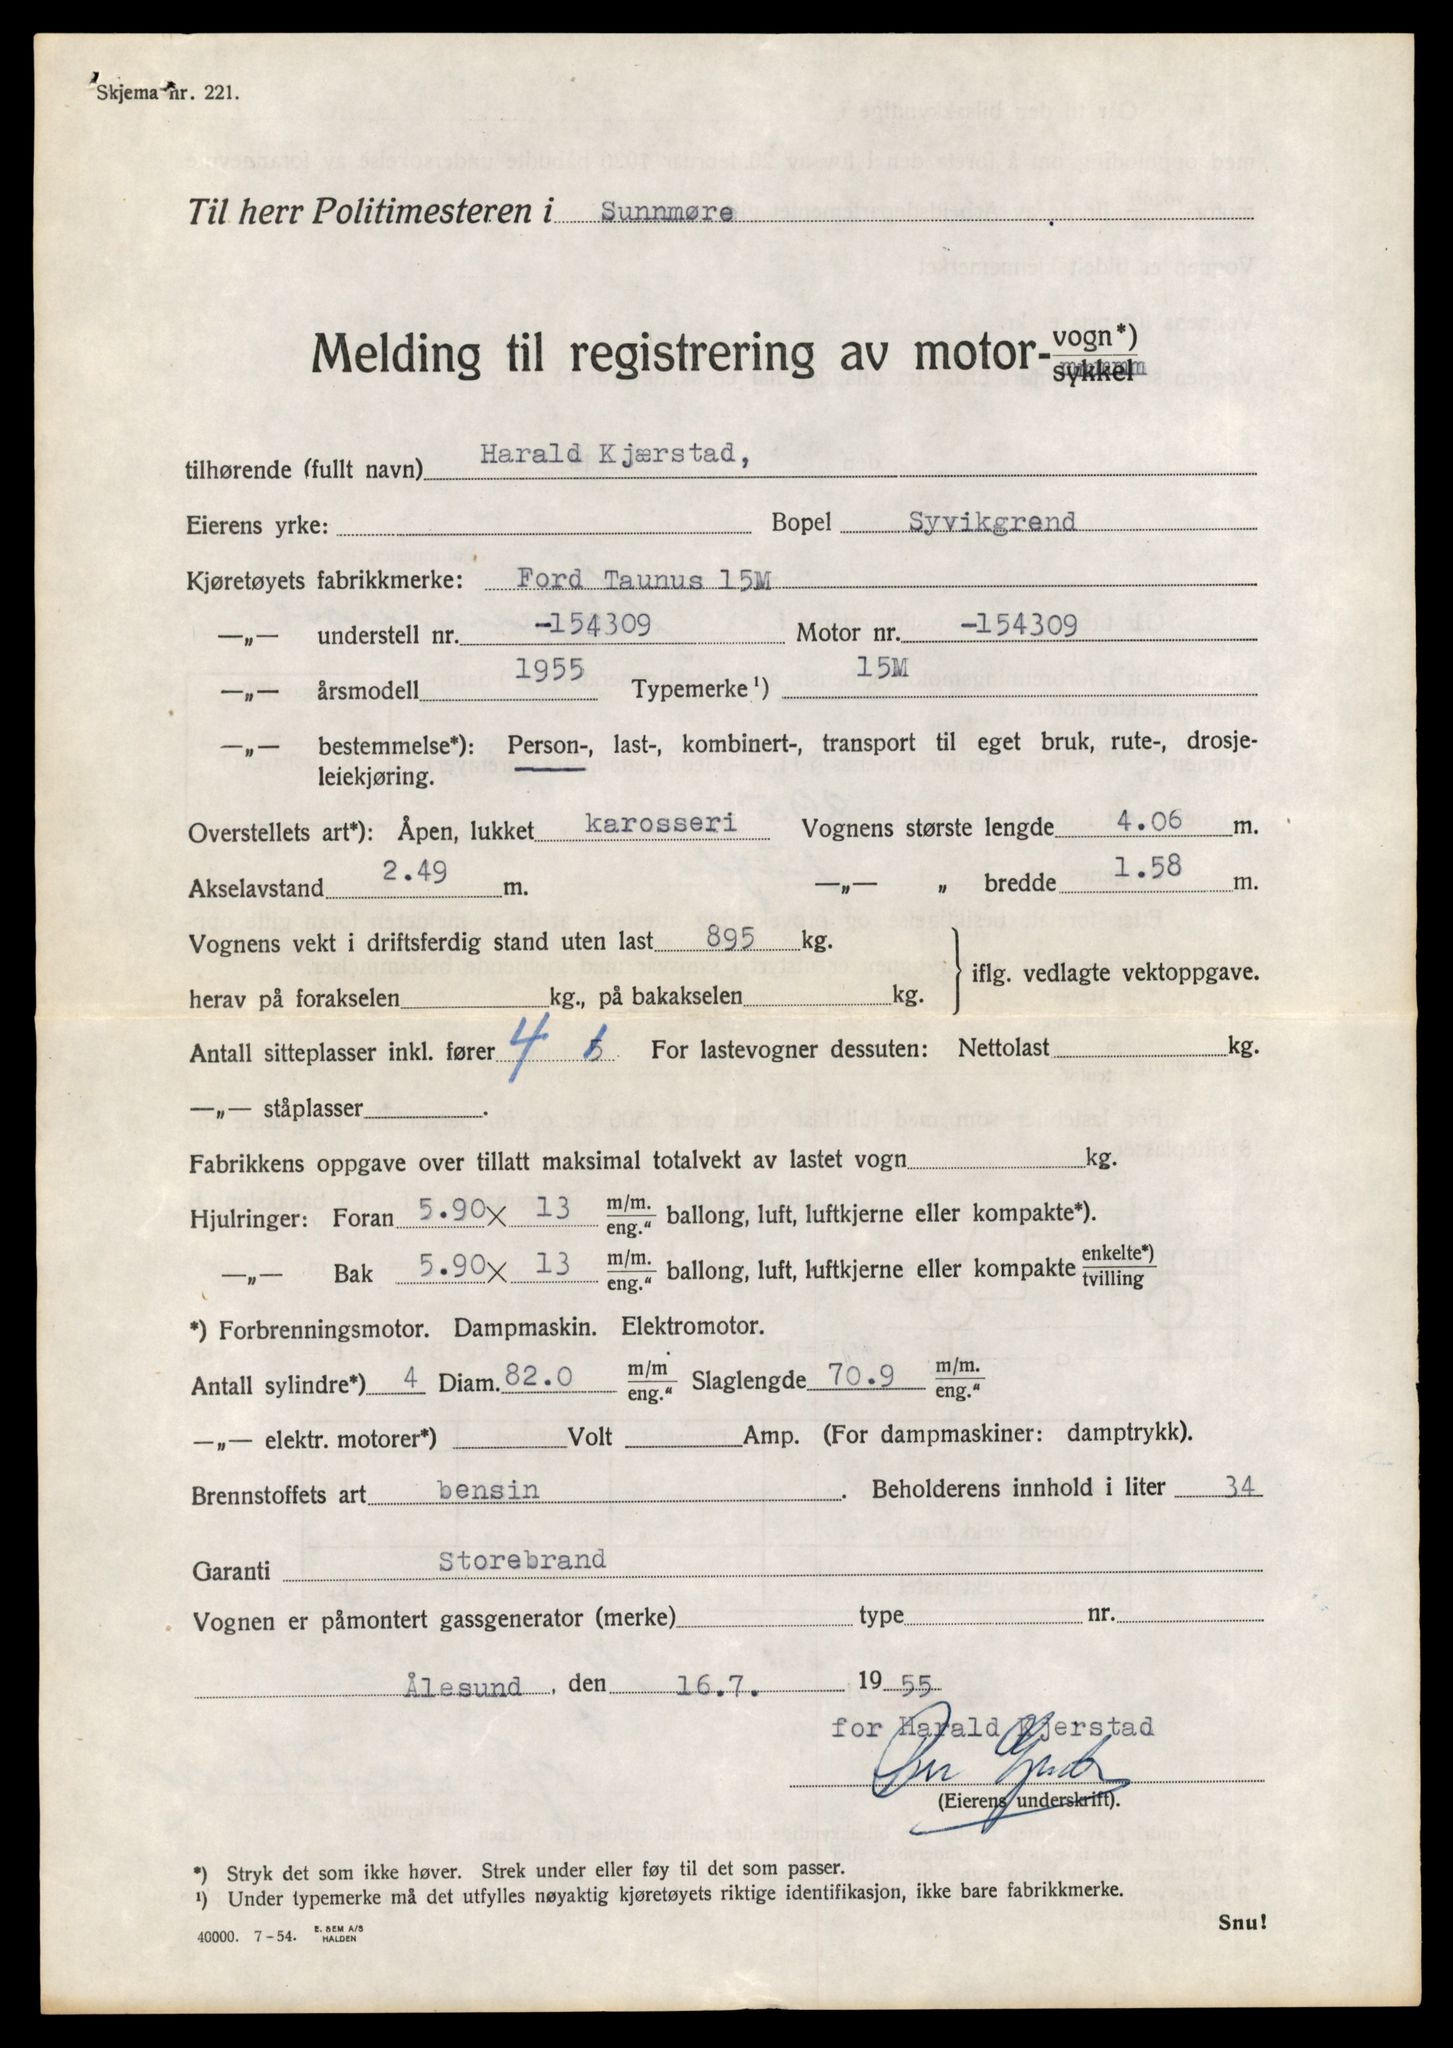 Skjema nr. 221.
Til herr Politimesteren i Sunnmøre
Melding til registrering av motor-vogn*)
sykkel
tilhørende (fullt navn) Harald Kjærstad,
Eierens yrke: Bopel Syvikgrend
Kjøretøyets fabrikkmerke: Ford Taunus 15M
—„— understell nr. -154309 Motor nr. -154309
—„— årsmodell 1955 Typemerke¹) 15M
—„— bestemmelse*): Person-, last-, kombinert-, transport til eget bruk, rute-, drosje-
leiekjøring.
Overstellets art*): Åpen, lukket karosseri Vognens største lengde 4.06 m.
Akselavstand 2.49 m. —„— „ bredde 1.58 m.
Vognens vekt i driftsferdig stand uten last 895 kg.
herav på forakselen kg., på bakakselen kg. } iflg. vedlagte vektoppgave.
Antall sitteplasser inkl. fører 4 5 For lastevogner dessuten: Nettolast kg.
—„— ståplasser .
Fabrikkens oppgave over tillatt maksimal totalvekt av lastet vogn kg.
Hjulringer: Foran 5.90 × 13 m/m. eng.“ ballong, luft, luftkjerne eller kompakte*).
—„— Bak 5.90 × 13 m/m. eng.“ ballong, luft, luftkjerne eller kompakte enkelte*) tvilling
*) Forbrenningsmotor. Dampmaskin. Elektromotor.
Antall sylindre*) 4 Diam. 82.0 m/m eng.“ Slaglengde 70.9 m/m. eng.“
—„— elektr. motorer*) Volt Amp. (For dampmaskiner: damptrykk).
Brennstoffets art bensin . Beholderens innhold i liter 34
Garanti Storebrand
Vognen er påmontert gassgenerator (merke) type nr.
Ålesund, den 16.7. 1955
for Harald Kjerstad
(Eierens underskrift).
*) Stryk det som ikke høver. Strek under eller føy til det som passer.
¹) Under typemerke må det utfylles nøyaktig kjøretøyets riktige identifikasjon, ikke bare fabrikkmerke.
Snu!
40000. 7-54. E. SEM A/S
HALDEN